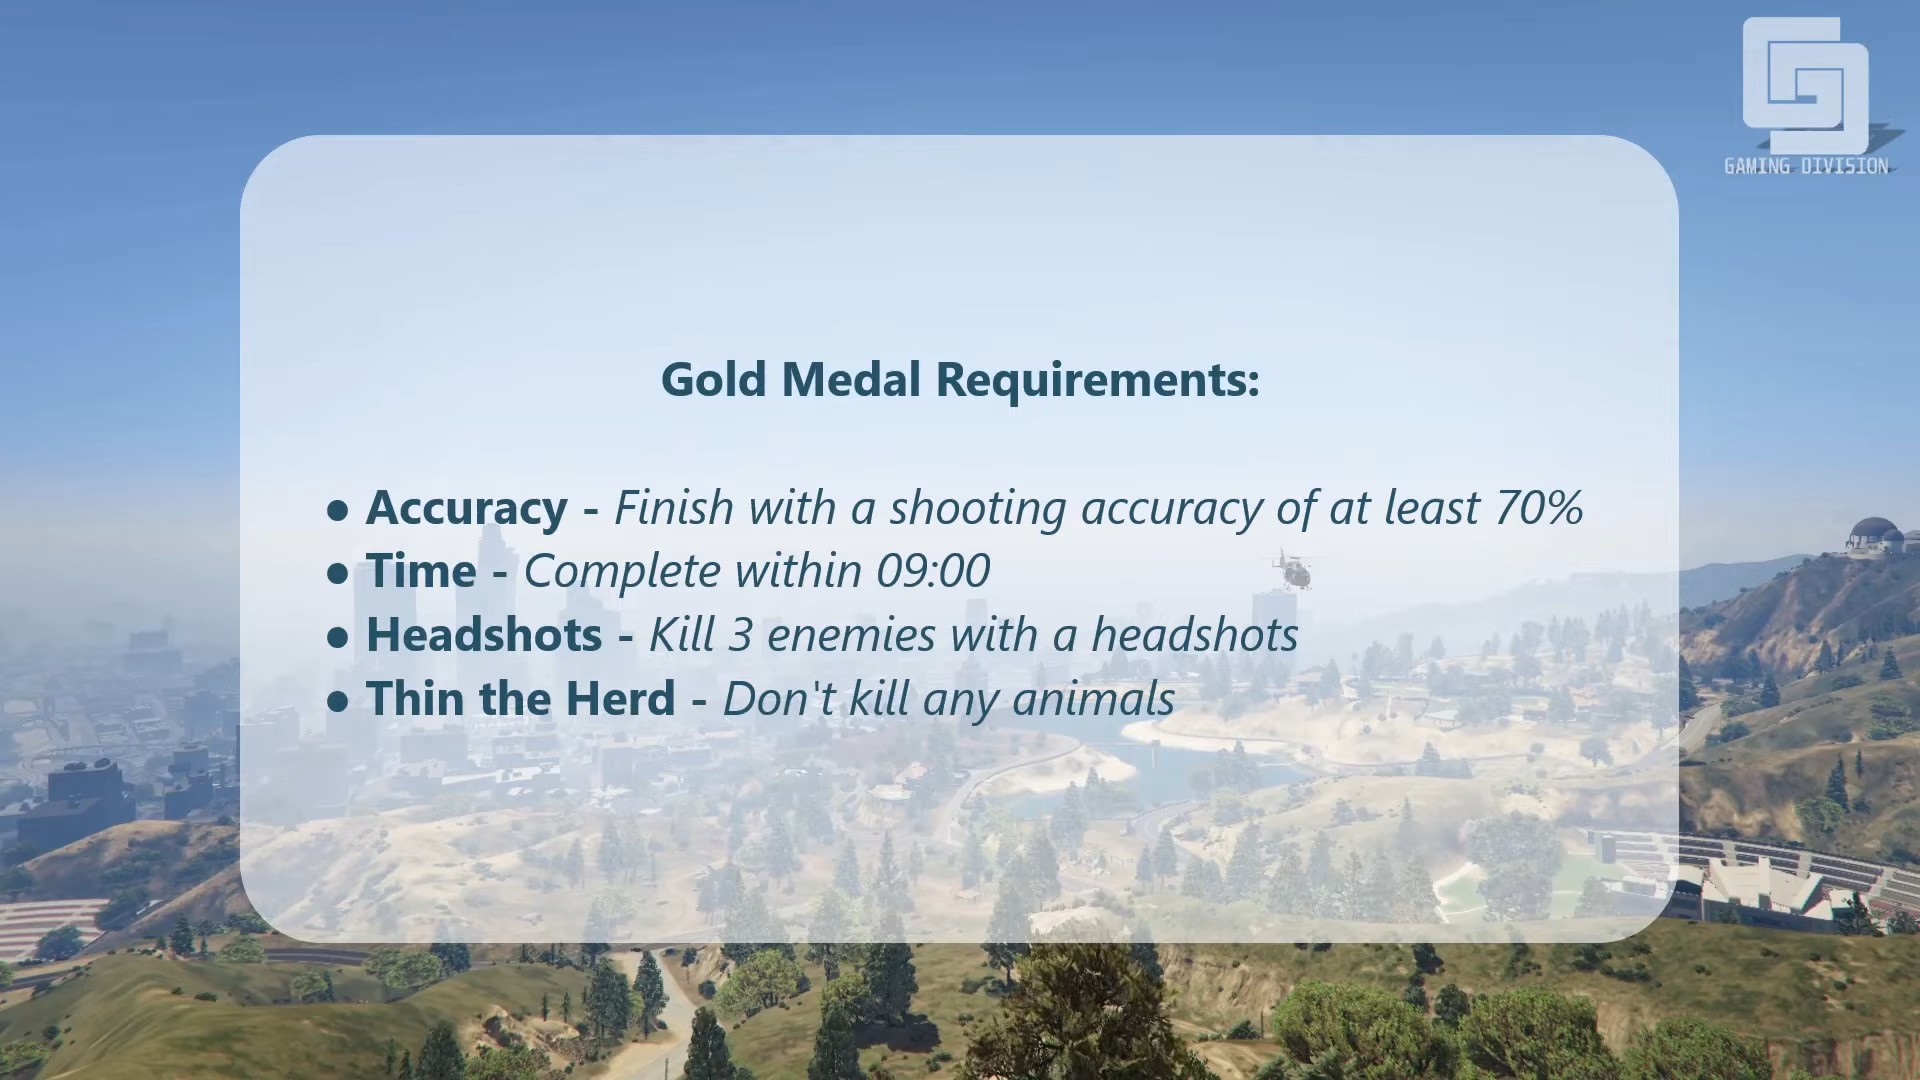 GAMING DIVISION
Gold Medal Requirements:
● Accuracy - Finish with a shooting accuracy of at least 70%
● Time - Complete within 09:00
● Headshots - Kill 3 enemies with a headshots
● Thin the Herd - Don't kill any animals